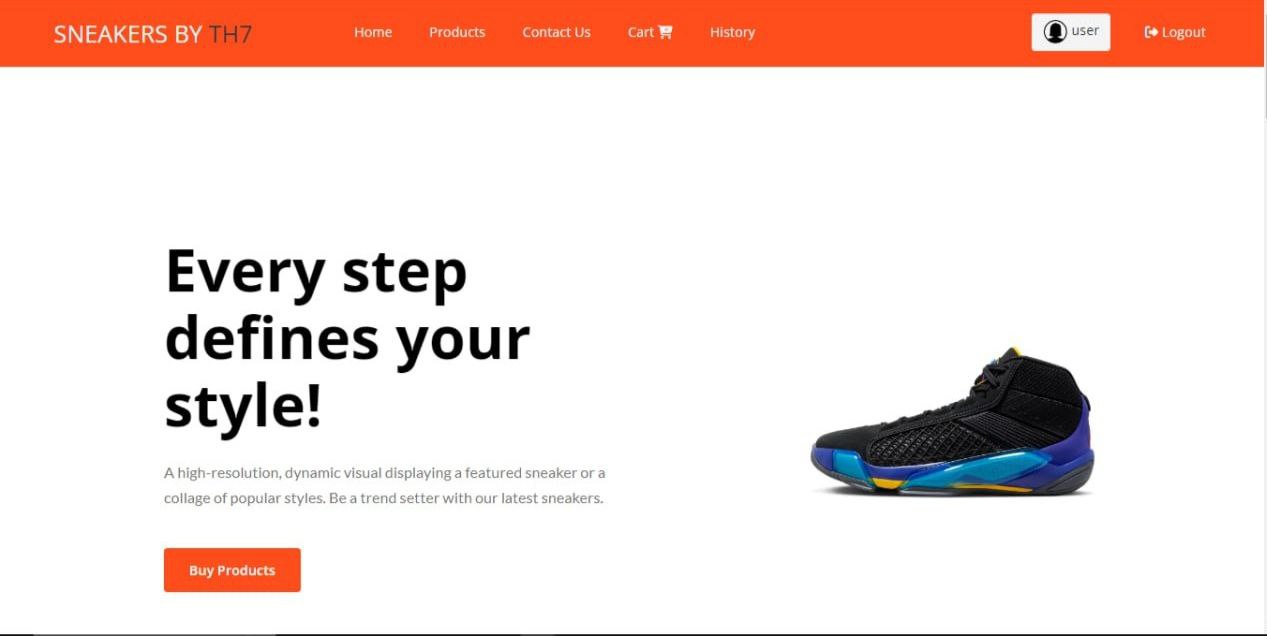 SNEAKERS BY TH7 Home Products Contact Us Cart History user Logout
Every step
defines your
style!
A high-resolution, dynamic visual displaying a featured sneaker or a
collage of popular styles. Be a trend setter with our latest sneakers.
Buy Products